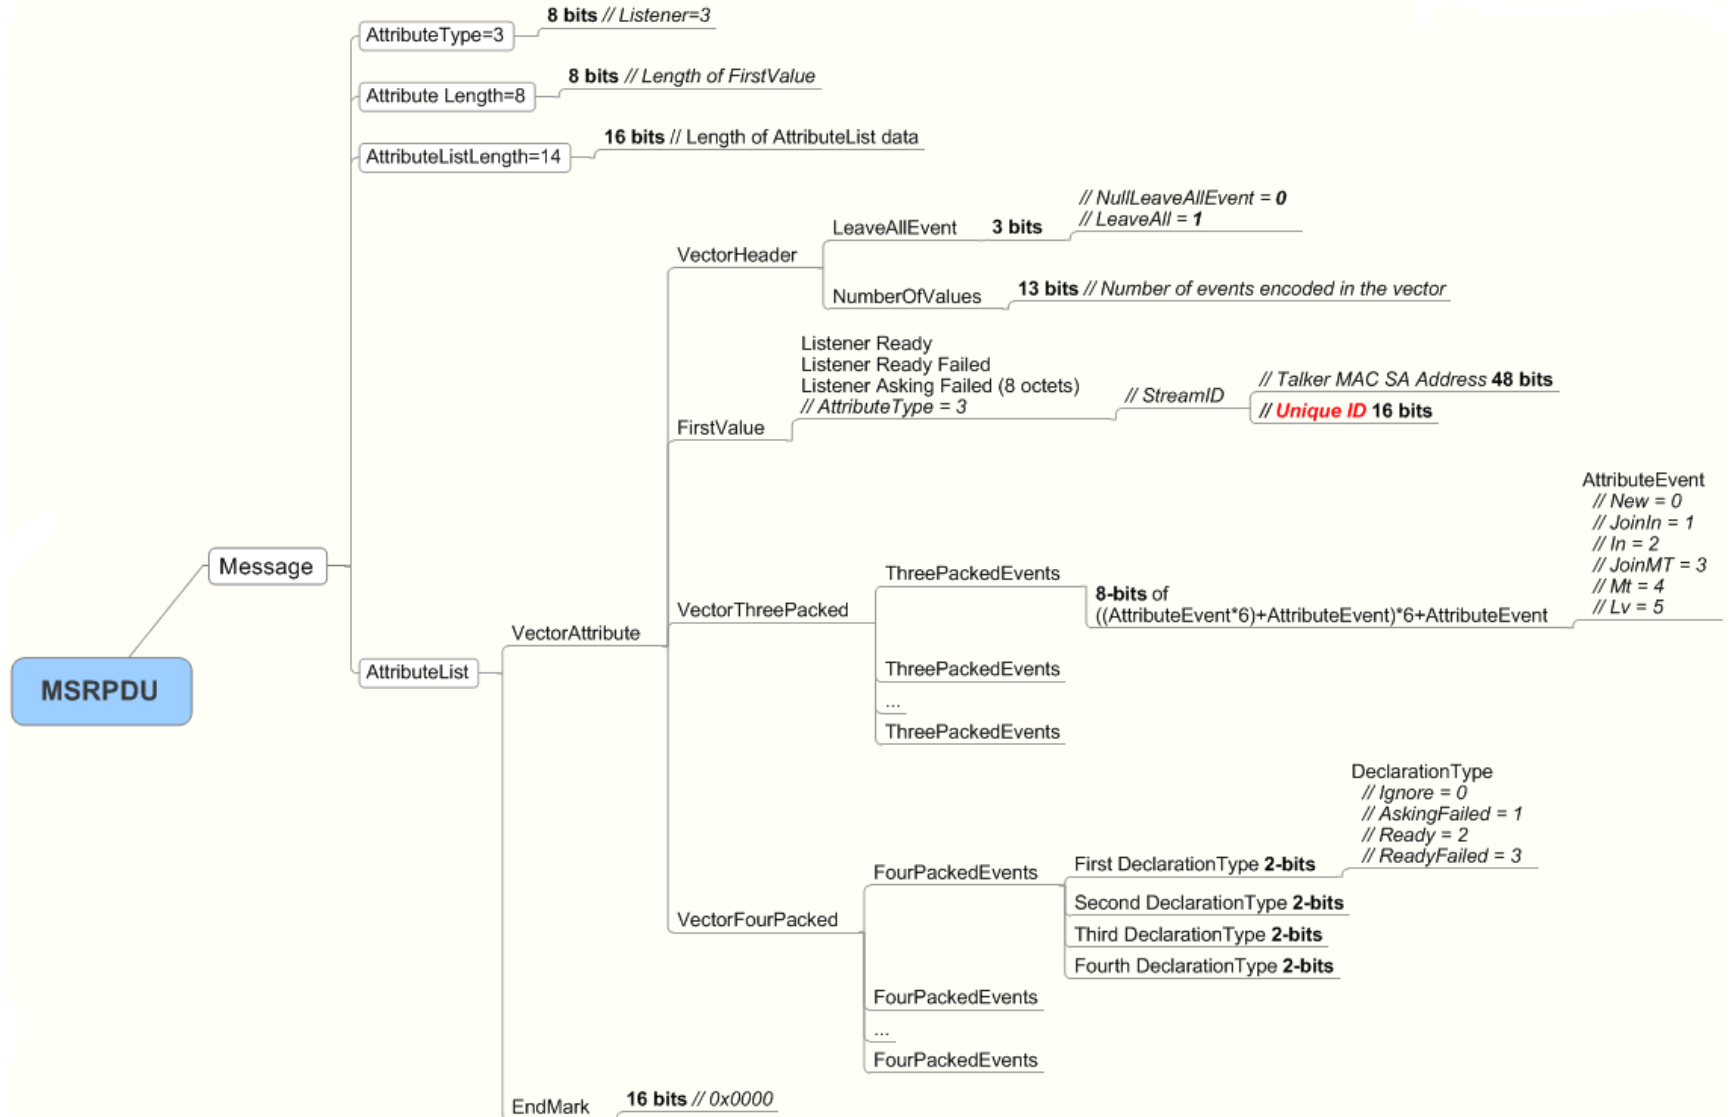 8 bits // Listener=3
AttributeType=3
8 bits // Length of FirstValue
Attribute Length=8
16 bits // Length of AttributeList data
AttributeListLength=14
// NullLeaveAllEvent = 0
// LeaveAll = 1
LeaveAllEvent 3 bits
VectorHeader
NumberOfValues 13 bits // Number of events encoded in the vector
Listener Ready
Listener Ready Failed
Listener Asking Failed (8 octets)
// AttributeType = 3
// StreamID
// Talker MAC SA Address 48 bits
// Unique ID 16 bits
FirstValue
AttributeEvent
// New = 0
// JoinIn = 1
// In = 2
// JoinMT = 3
// Mt = 4
// Lv = 5
Message
ThreePackedEvents
8-bits of
((AttributeEvent*6)+AttributeEvent)*6+AttributeEvent
VectorThreePacked
VectorAttribute
ThreePackedEvents
...
ThreePackedEvents
AttributeList
MSRPDU
DeclarationType
// Ignore = 0
// AskingFailed = 1
// Ready = 2
// ReadyFailed = 3
FourPackedEvents
First DeclarationType 2-bits
Second DeclarationType 2-bits
Third DeclarationType 2-bits
Fourth DeclarationType 2-bits
VectorFourPacked
FourPackedEvents
...
FourPackedEvents
EndMark 16 bits // 0x0000